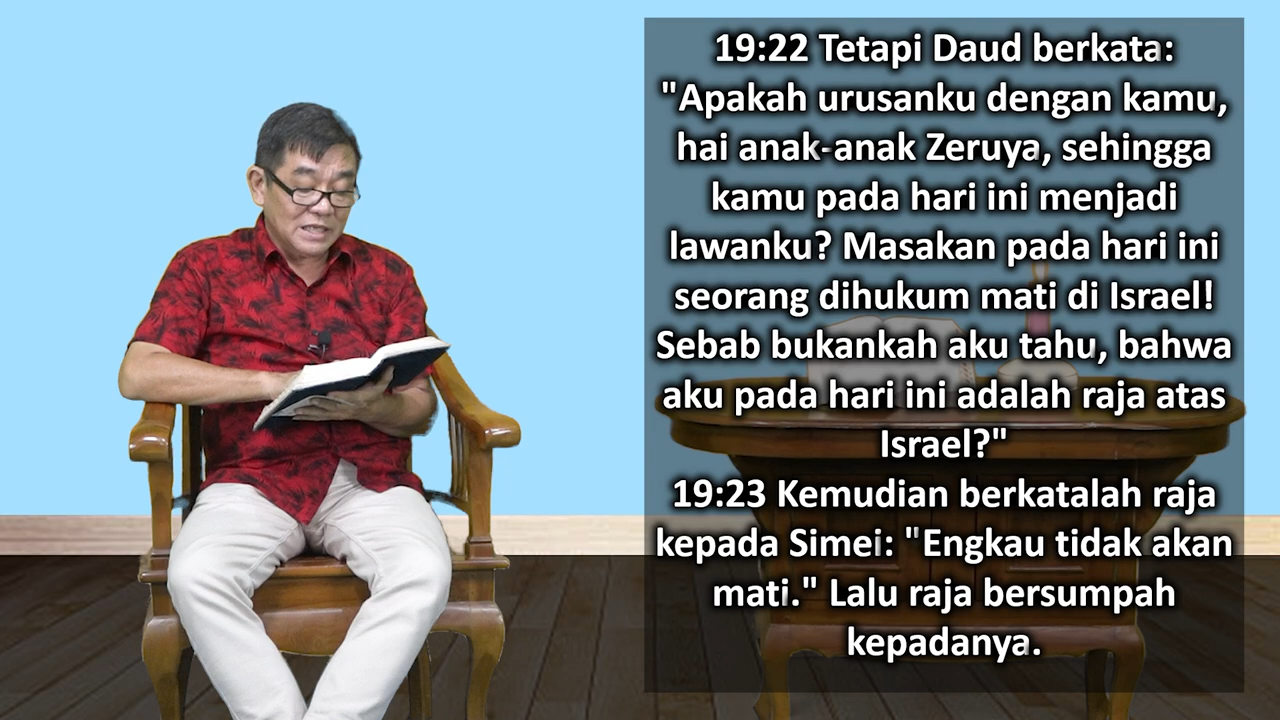 19:22 Tetapi Daud berkata:
"Apakah urusanku dengan kamu,
hai anak-anak Zeruya, sehingga
kamu pada hari ini menjadi
lawanku? Masakan pada hari ini
seorang dihukum mati di Israel!
Sebab bukankah aku tahu, bahwa
aku pada hari ini adalah raja atas
Israel?"
19:23 Kemudian berkatalah raja
kepada Simei: "Engkau tidak akan
mati." Lalu raja bersumpah
kepadanya.